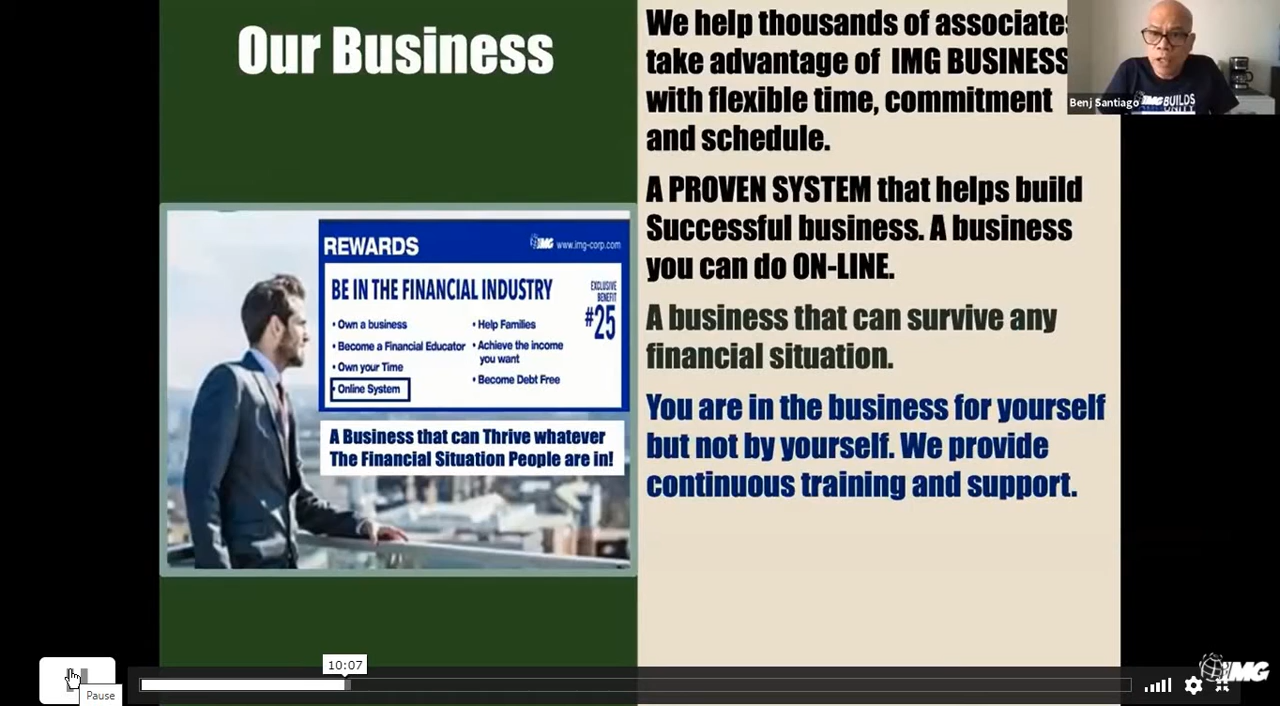 Our Business
REWARDS
IMG www.img-corp.com
BE IN THE FINANCIAL INDUSTRY
EXCLUSIVE
BENEFIT
#25
• Own a business
• Become a Financial Educator
• Own your Time
• Online System
• Help Families
• Achieve the income
you want
• Become Debt Free
A Business that can Thrive whatever
The Financial Situation People are in!
We help thousands of associates
take advantage of IMG BUSINESS
with flexible time, commitment
and schedule.
A PROVEN SYSTEM that helps build
Successful business. A business
you can do ON-LINE.
A business that can survive any
financial situation.
You are in the business for yourself
but not by yourself. We provide
continuous training and support.
Benj Santiago
IMG BUILDS
10:07
Pause
IMG